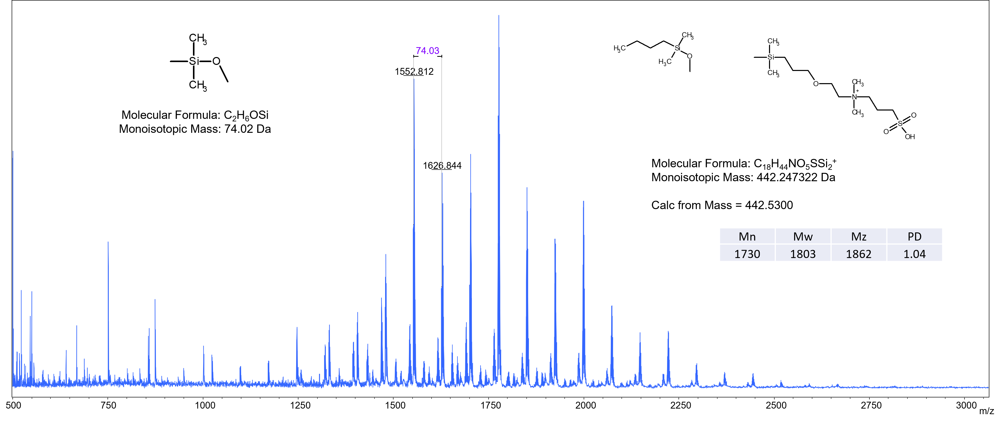 CH3
Si
O
CH3
Molecular Formula: C2H6OSi
Monoisotopic Mass: 74.02 Da
74.03
1552.812
1626.844
H3C
CH3
Si
H3C
O
CH3
Si
CH3
O
CH3
N
+
CH3
O
S
O
OH
Molecular Formula: C18H44NO5SSi2+
Monoisotopic Mass: 442.247322 Da
Calc from Mass = 442.5300
Mn Mw Mz PD
1730 1803 1862 1.04
500 750 1000 1250 1500 1750 2000 2250 2500 2750 3000
m/z